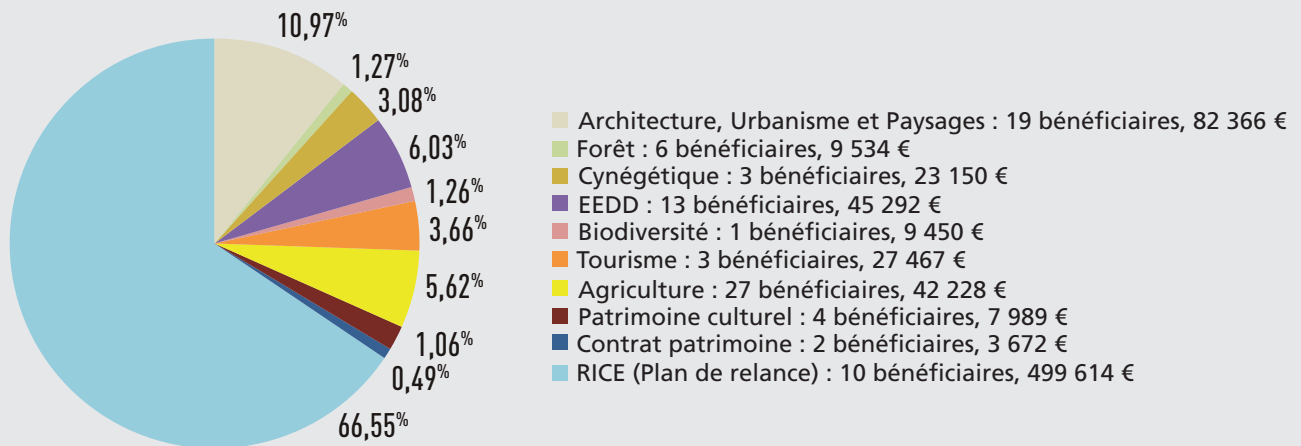 10,97%
1,27%
3,08%
6,03%
1,26%
3,66%
5,62%
1,06%
0,49%
66,55%
Architecture, Urbanisme et Paysages : 19 bénéficiaires, 82 366 €
Forêt : 6 bénéficiaires, 9 534 €
Cynégétique : 3 bénéficiaires, 23 150 €
EEDD : 13 bénéficiaires, 45 292 €
Biodiversité : 1 bénéficiaires, 9 450 €
Tourisme : 3 bénéficiaires, 27 467 €
Agriculture : 27 bénéficiaires, 42 228 €
Patrimoine culturel : 4 bénéficiaires, 7 989 €
Contrat patrimoine : 2 bénéficiaires, 3 672 €
RICE (Plan de relance) : 10 bénéficiaires, 499 614 €